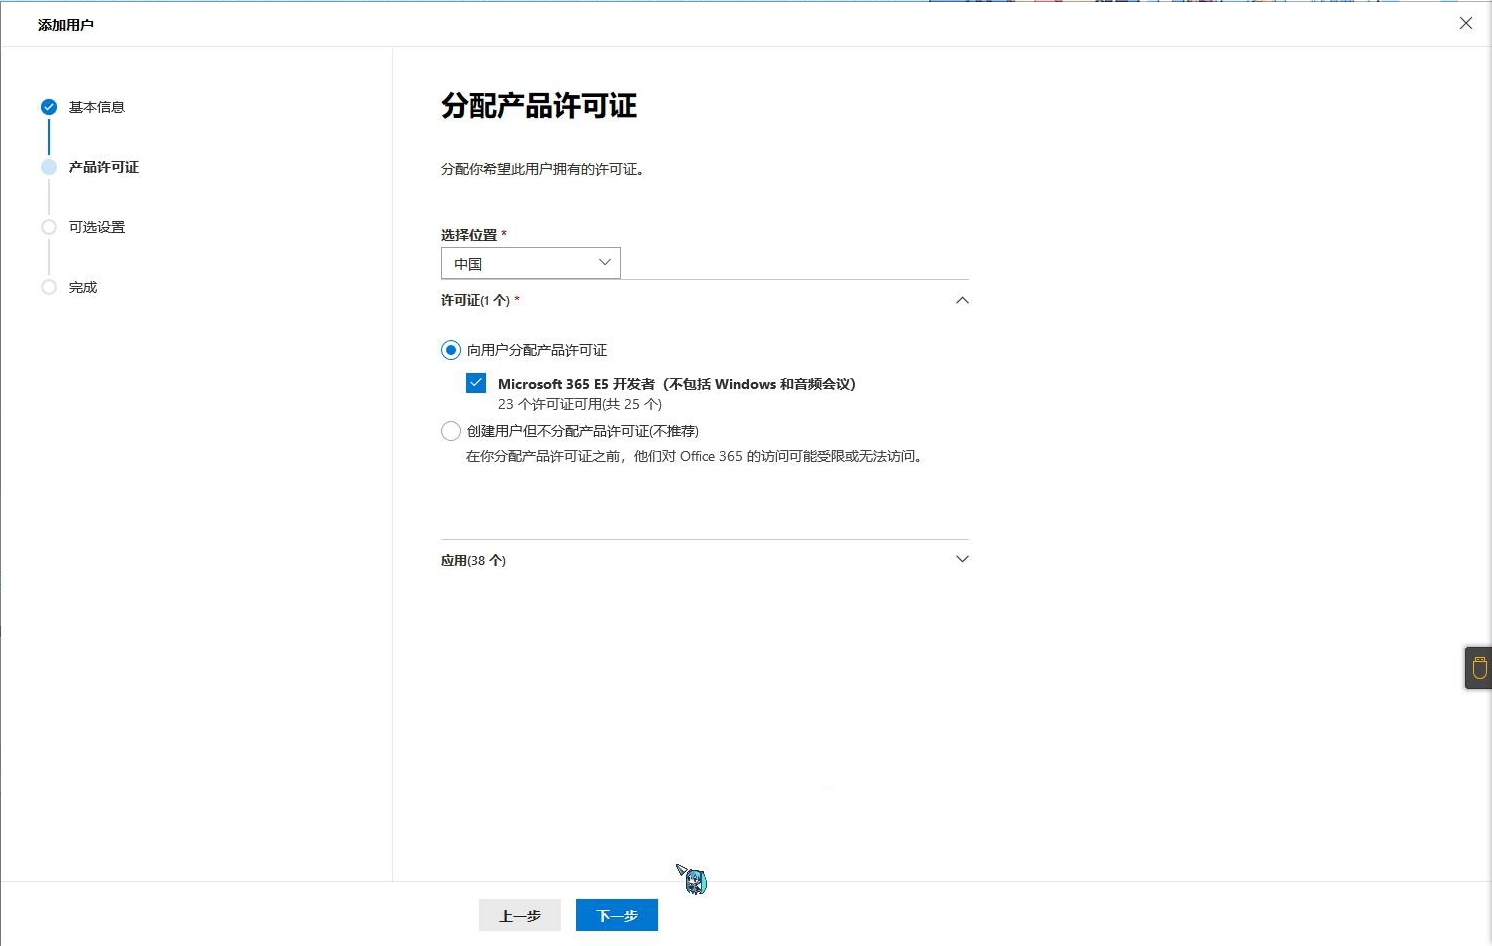 添加用户
基本信息
产品许可证
可选设置
完成
分配产品许可证
分配你希望此用户拥有的许可证。
选择位置 *
中国
许可证(1 个) *
向用户分配产品许可证
Microsoft 365 E5 开发者（不包括 Windows 和音频会议）
23 个许可证可用(共 25 个)
创建用户但不分配产品许可证(不推荐)
在你分配产品许可证之前，他们对 Office 365 的访问可能受限或无法访问。
应用(38 个)
上一步
下一步